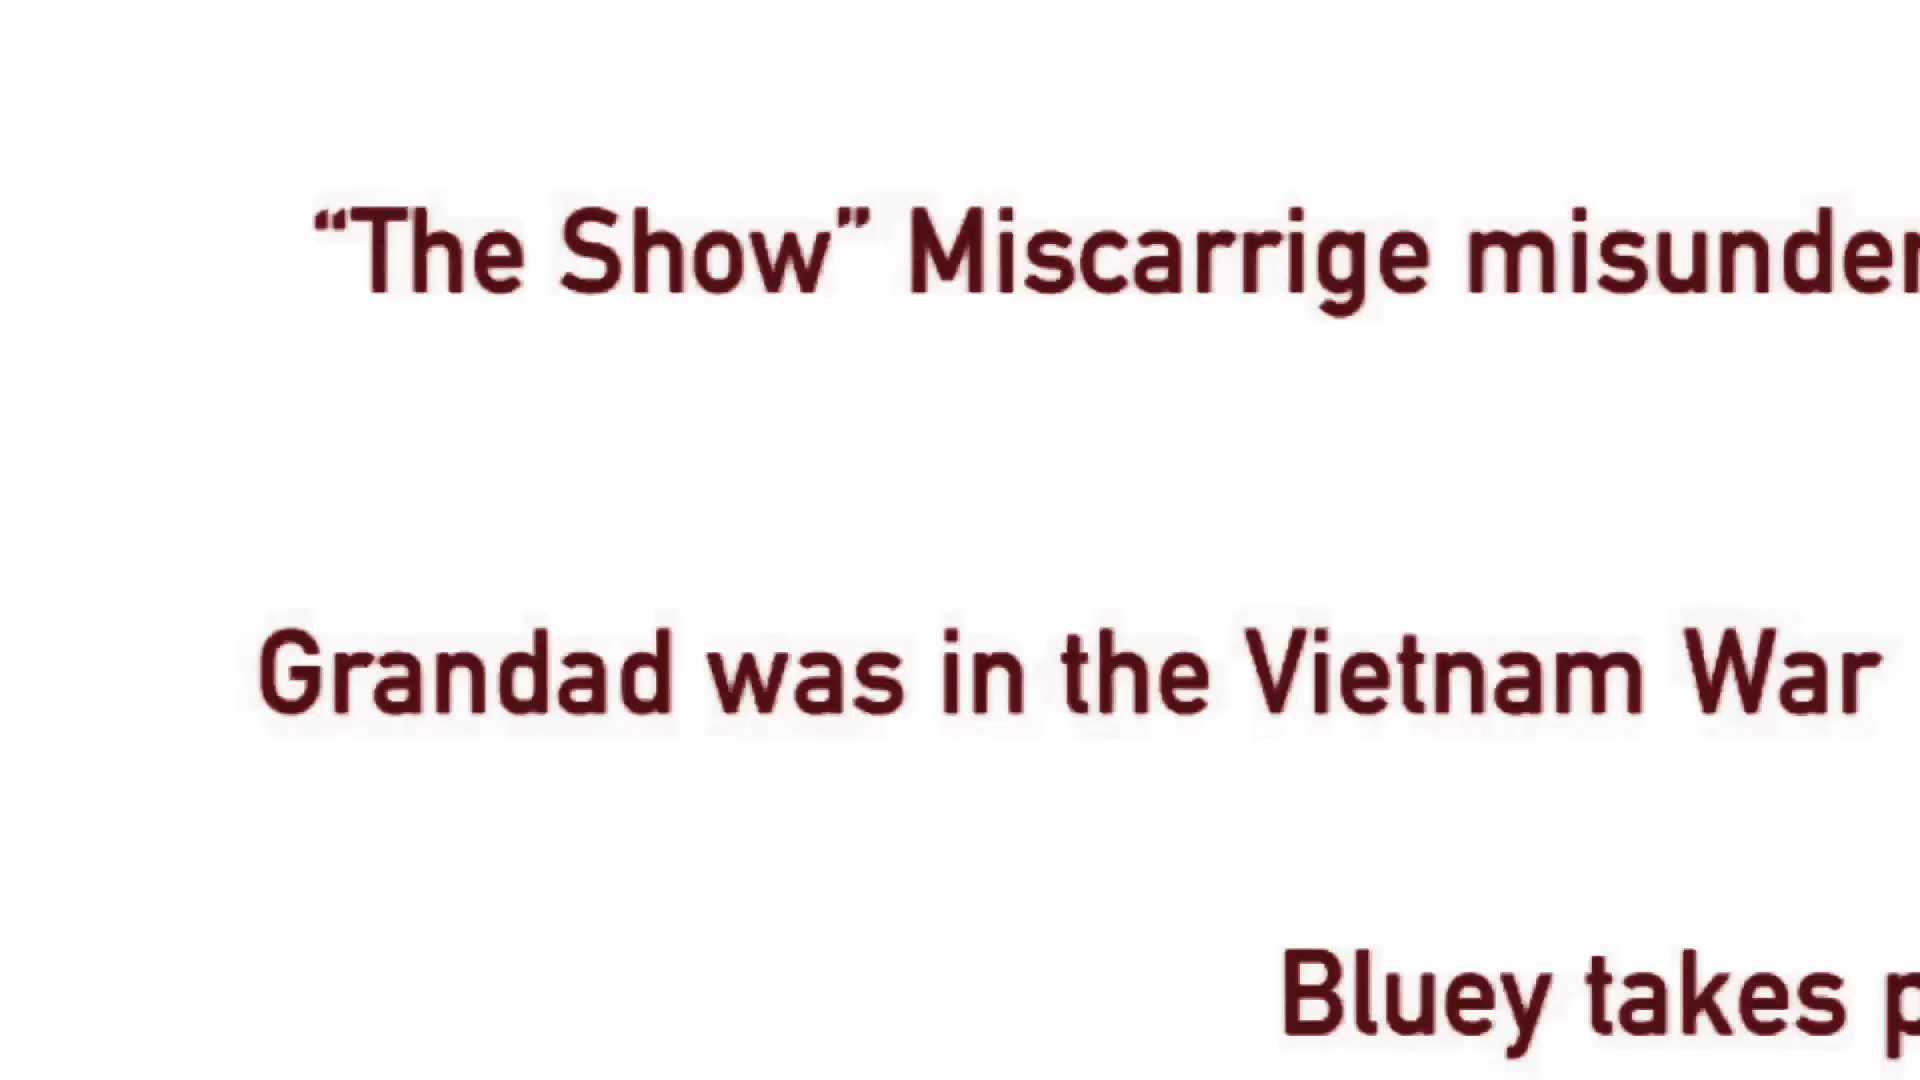 “The Show” Miscarrige misunder
Grandad was in the Vietnam War
Bluey takes p